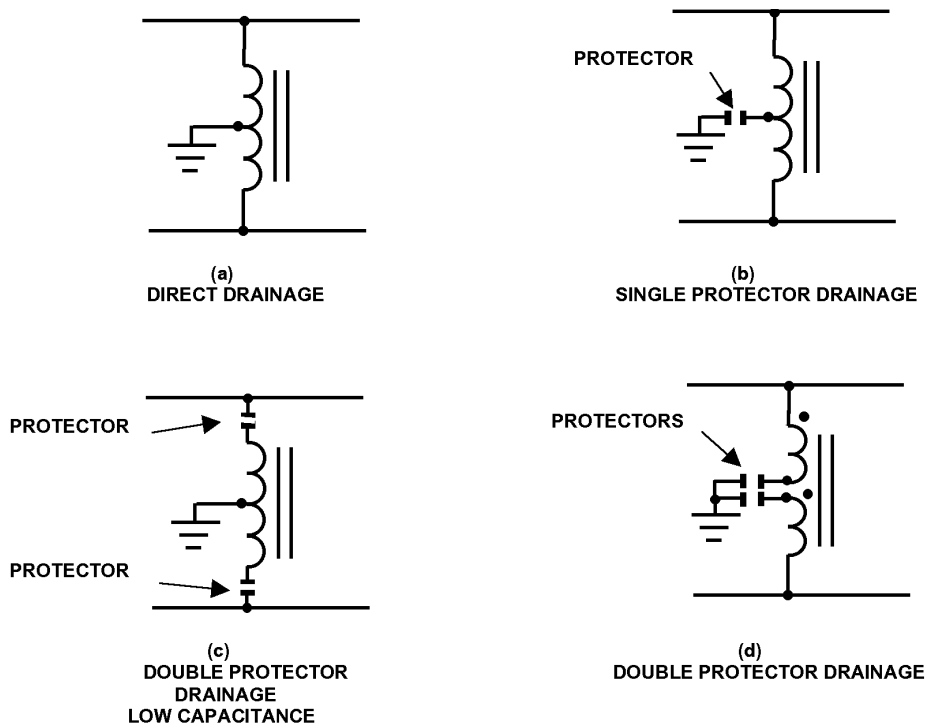 PROTECTOR
(a)
DIRECT DRAINAGE
(b)
SINGLE PROTECTOR DRAINAGE
PROTECTOR
PROTECTOR
(c)
DOUBLE PROTECTOR
DRAINAGE
LOW CAPACITANCE
PROTECTORS
(d)
DOUBLE PROTECTOR DRAINAGE